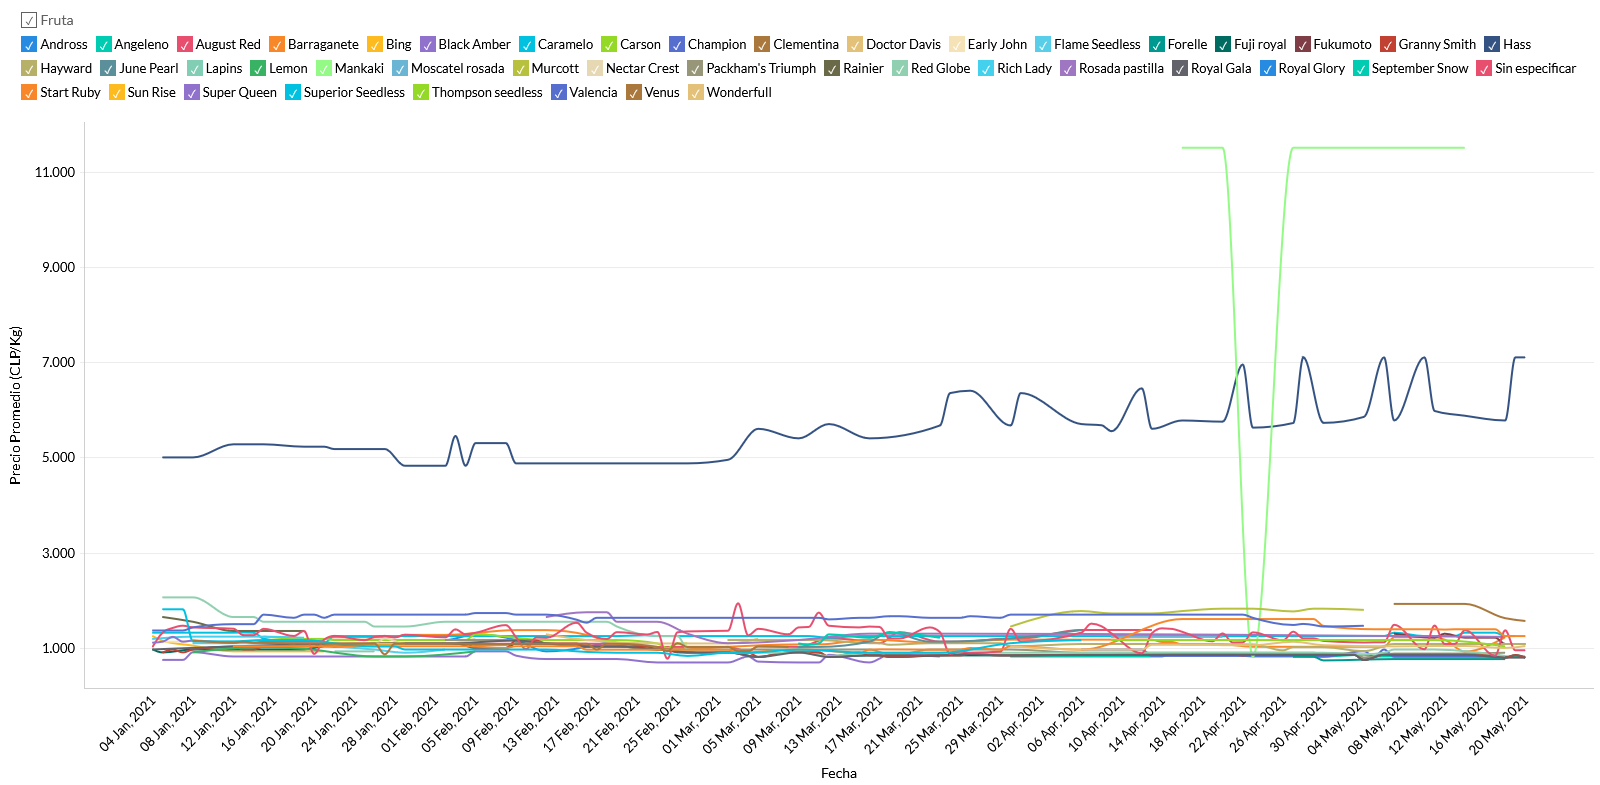 Fruta
Andross Angeleno August Red Barraganete Bing Black Amber Caramelo Carson Champion Clementina Doctor Davis Early John Flame Seedless Forelle Fuji royal Fukumoto Granny Smith Hass
Hayward June Pearl Lapins Lemon Mankaki Moscatel rosada Murcott Nectar Crest Packham's Triumph Rainier Red Globe Rich Lady Rosada pastilla Royal Gala Royal Glory September Snow Sin especificar
Start Ruby Sun Rise Super Queen Superior Seedless Thompson seedless Valencia Venus Wonderfull
Precio Promedio (CLP/Kg)
11.000
9.000
7.000
5.000
3.000
1.000
04 Jan, 2021 08 Jan, 2021 12 Jan, 2021 16 Jan, 2021 20 Jan, 2021 24 Jan, 2021 28 Jan, 2021 01 Feb, 2021 05 Feb, 2021 09 Feb, 2021 13 Feb, 2021 17 Feb, 2021 21 Feb, 2021 25 Feb, 2021 01 Mar, 2021 05 Mar, 2021 09 Mar, 2021 13 Mar, 2021 17 Mar, 2021 21 Mar, 2021 25 Mar, 2021 29 Mar, 2021 02 Apr, 2021 06 Apr, 2021 10 Apr, 2021 14 Apr, 2021 18 Apr, 2021 22 Apr, 2021 26 Apr, 2021 30 Apr, 2021 04 May, 2021 08 May, 2021 12 May, 2021 16 May, 2021 20 May, 2021
Fecha